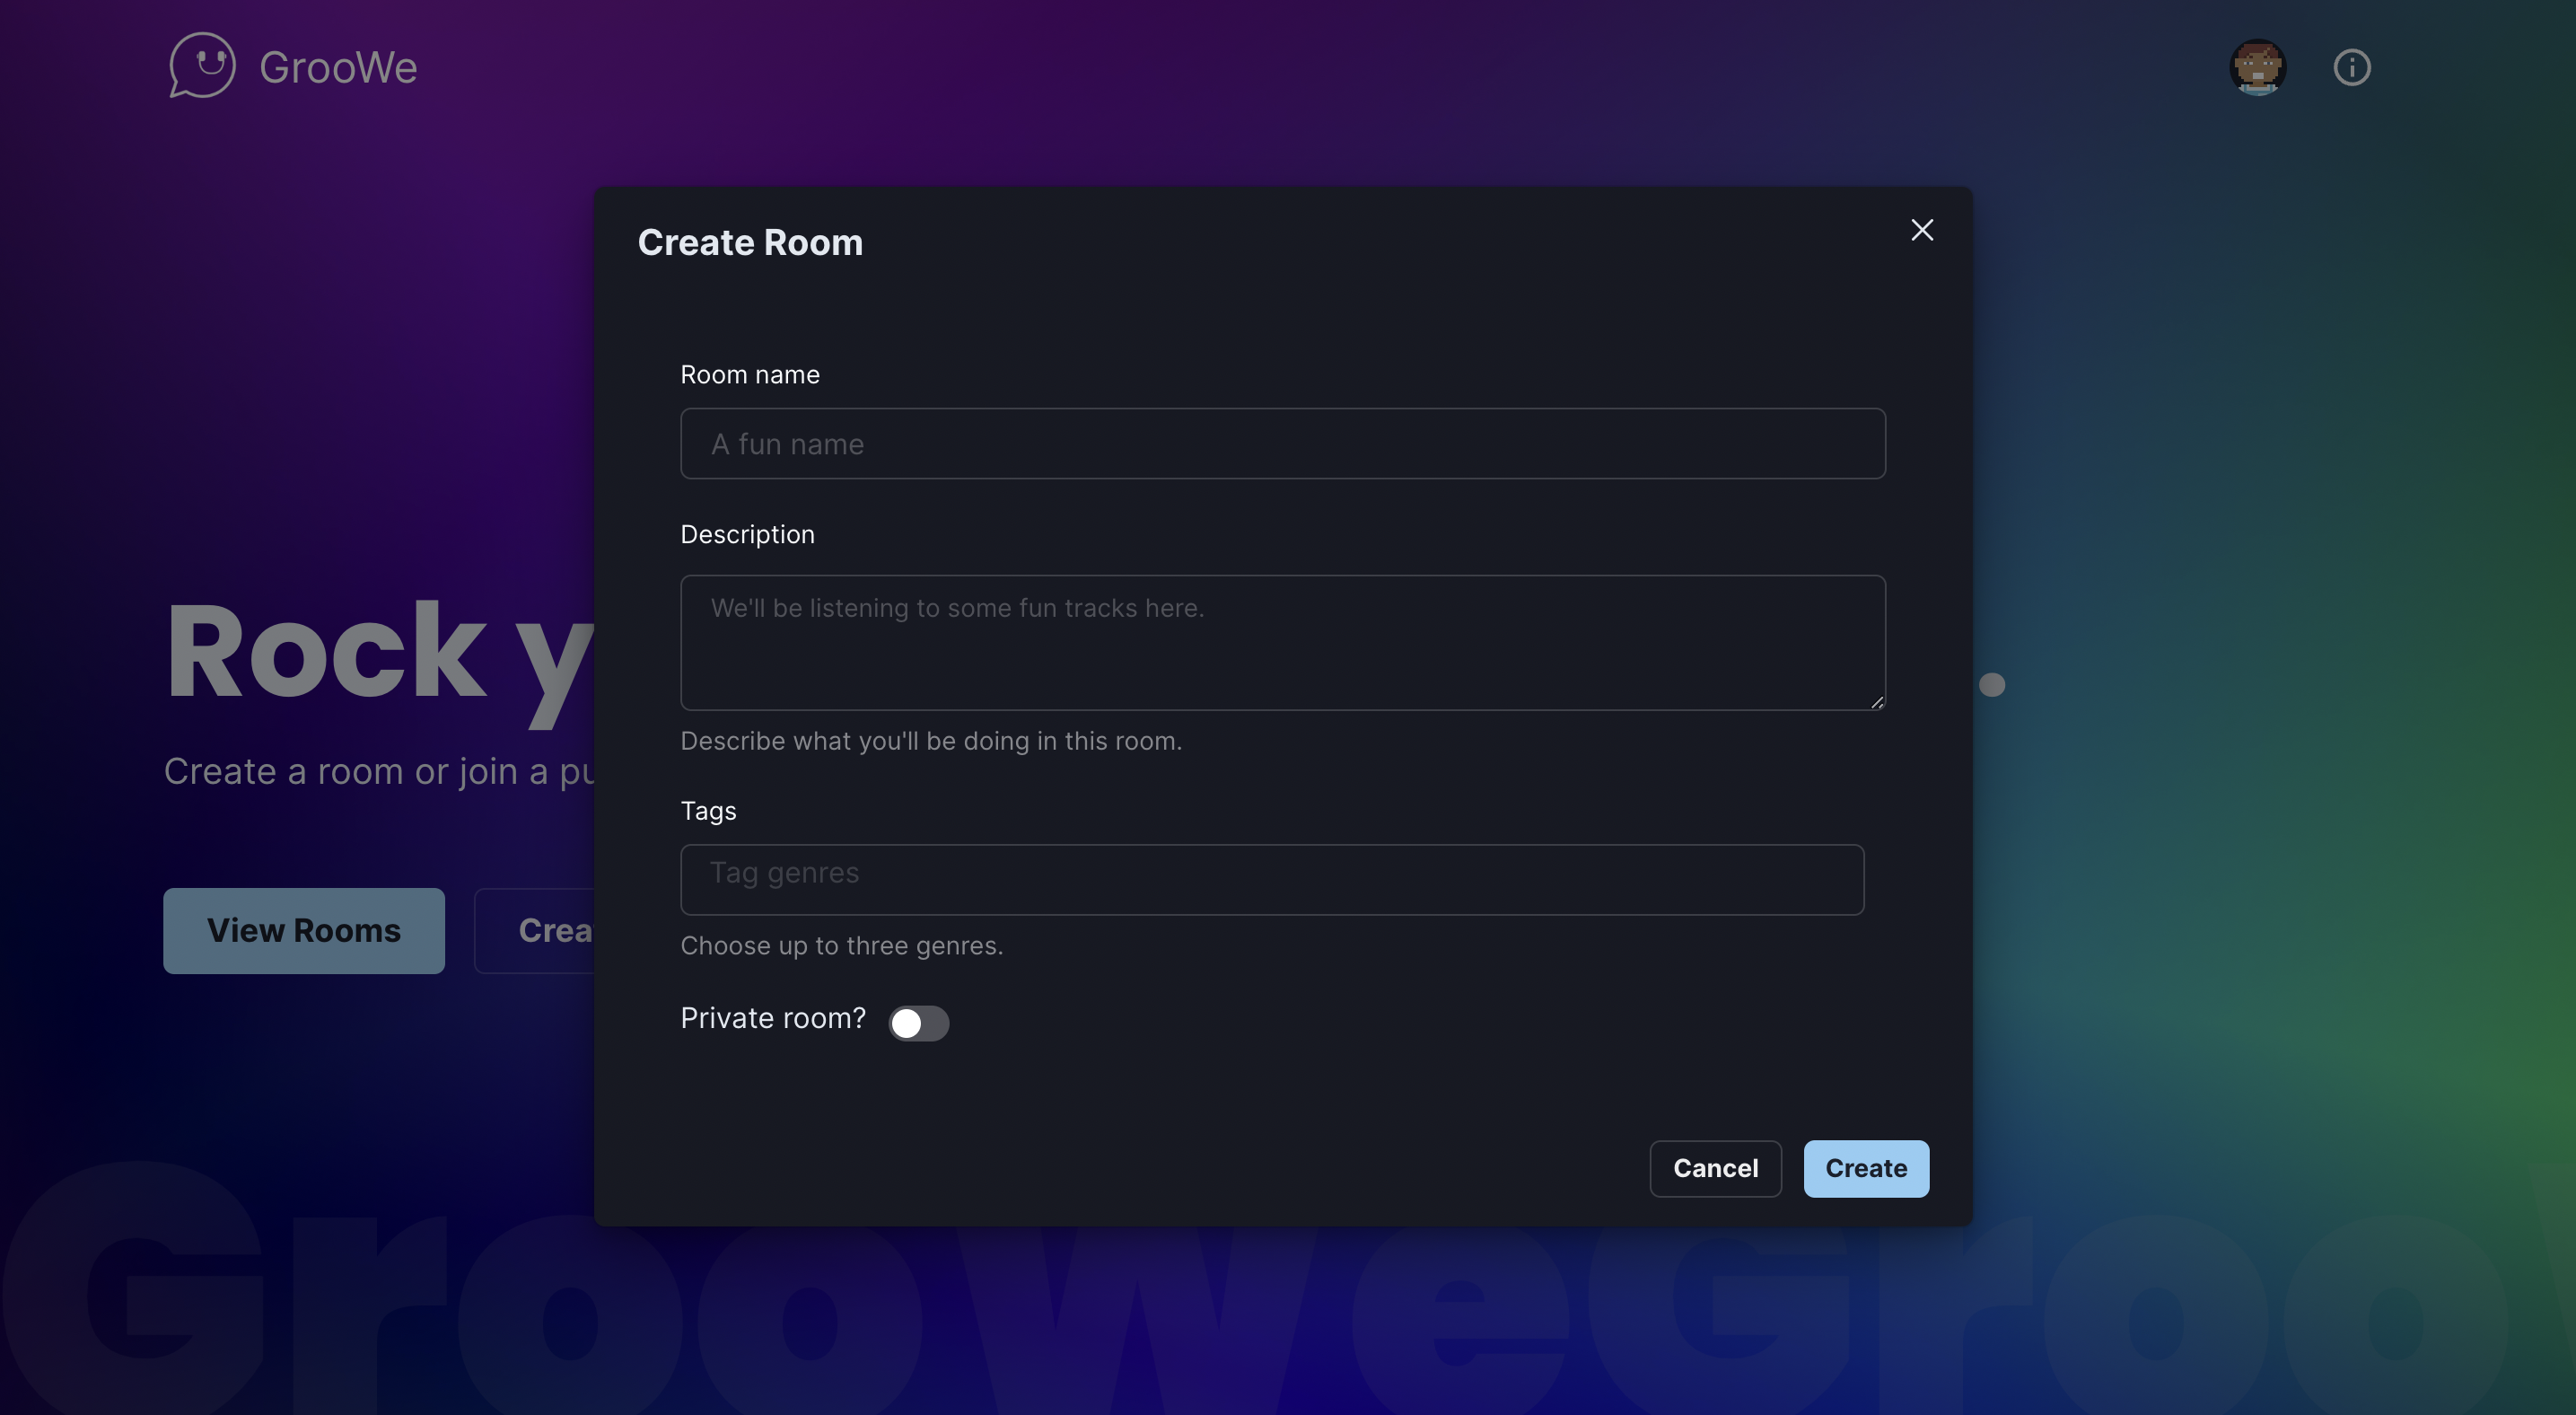 GrooWe
Create Room
Room name
A fun name
Description
We'll be listening to some fun tracks here.
Describe what you'll be doing in this room.
Rock y
Create a room or join a pu
Tags
Tag genres
Choose up to three genres.
View Rooms
Crea
Private room?
Cancel
Create
GrooWeGroo